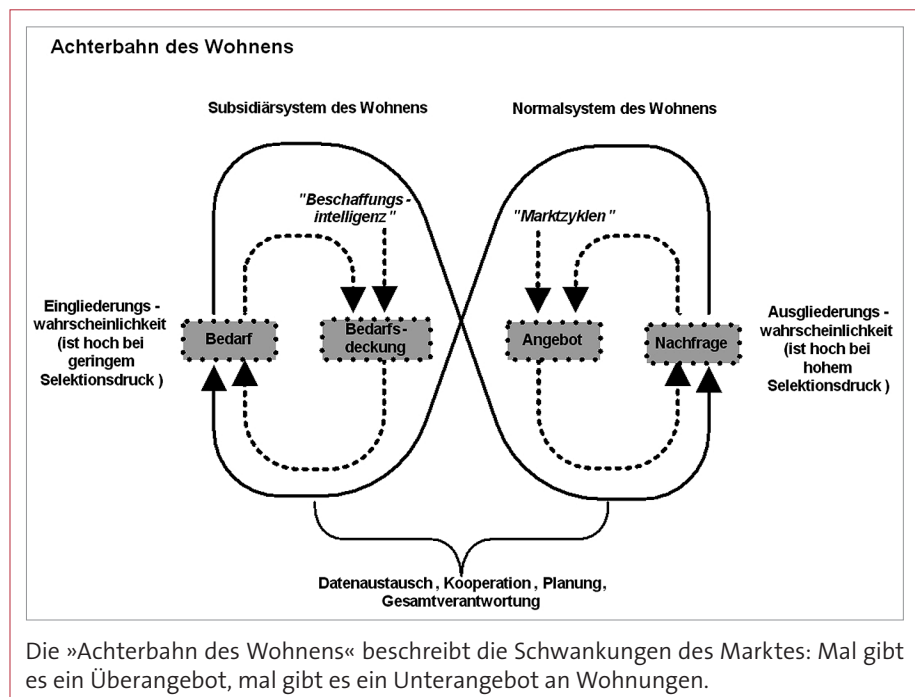 Achterbahn des Wohnens
Subsidiärsystem des Wohnens
Normalsystem des Wohnens
"Beschaffungs -
intelligenz"
"Marktzyklen"
Eingliederungs -
wahrscheinlichkeit
(ist hoch bei
geringem
Selektionsdruck )
Bedarf
Bedarfs-
deckung
Angebot
Nachfrage
Ausgliederungs -
wahrscheinlichkeit
(ist hoch bei
hohem
Selektionsdruck )
Datenaustausch , Kooperation , Planung,
Gesamtverantwortung
Die »Achterbahn des Wohnens« beschreibt die Schwankungen des Marktes: Mal gibt
es ein Überangebot, mal gibt es ein Unterangebot an Wohnungen.